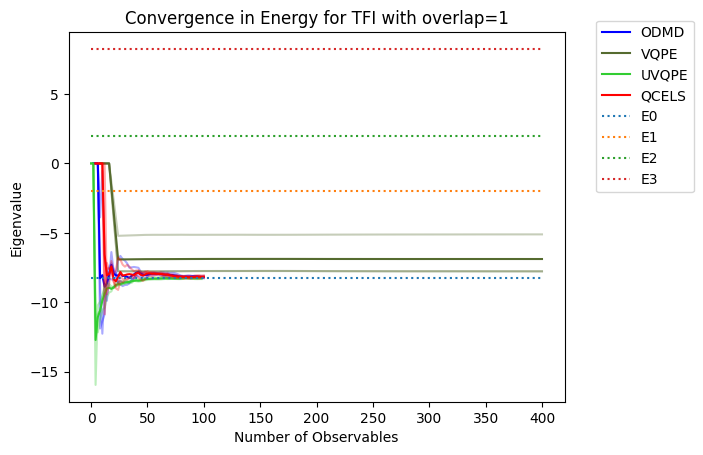 Convergence in Energy for TFI with overlap=1
ODMD
VQPE
UVQPE
QCELS
E0
E1
E2
E3
Eigenvalue
5
0
−5
−10
−15
0
50
100
150
200
250
300
350
400
Number of Observables